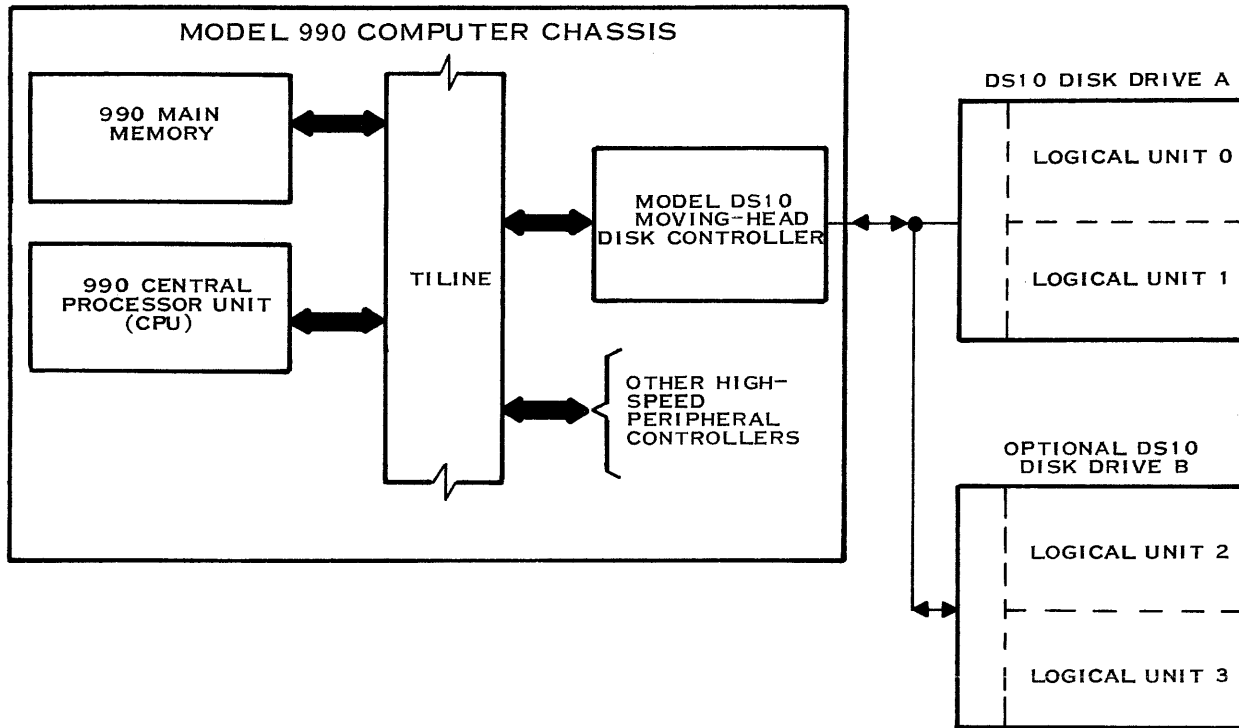 MODEL 990 COMPUTER CHASSIS
990 MAIN
MEMORY
990 CENTRAL
PROCESSOR UNIT
(CPU)
TILINE
MODEL DS10
MOVING-HEAD
DISK CONTROLLER
OTHER HIGH-
SPEED
PERIPHERAL
CONTROLLERS
DS10 DISK DRIVE A
LOGICAL UNIT 0
LOGICAL UNIT 1
OPTIONAL DS10
DISK DRIVE B
LOGICAL UNIT 2
LOGICAL UNIT 3